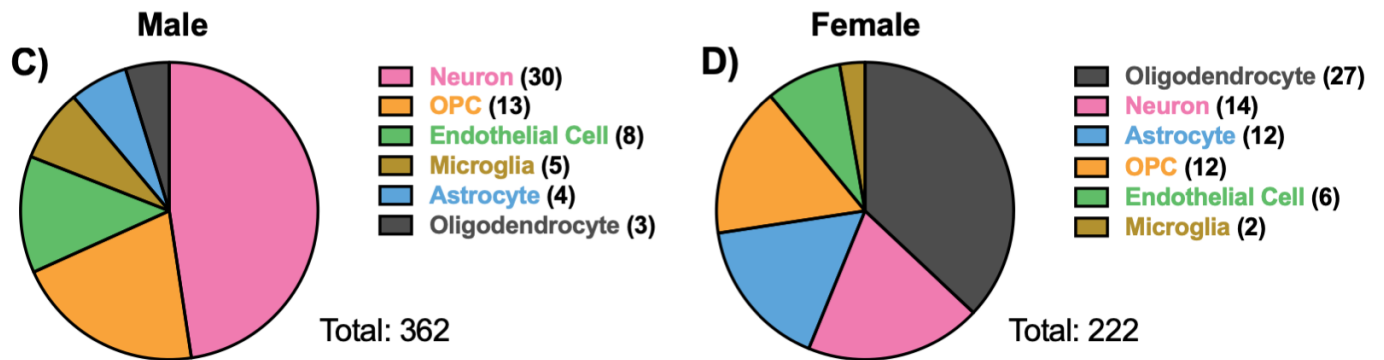 Male
C)
Neuron (30)
OPC (13)
Endothelial Cell (8)
Microglia (5)
Astrocyte (4)
Oligodendrocyte (3)
Total: 362
Female
D)
Oligodendrocyte (27)
Neuron (14)
Astrocyte (12)
OPC (12)
Endothelial Cell (6)
Microglia (2)
Total: 222